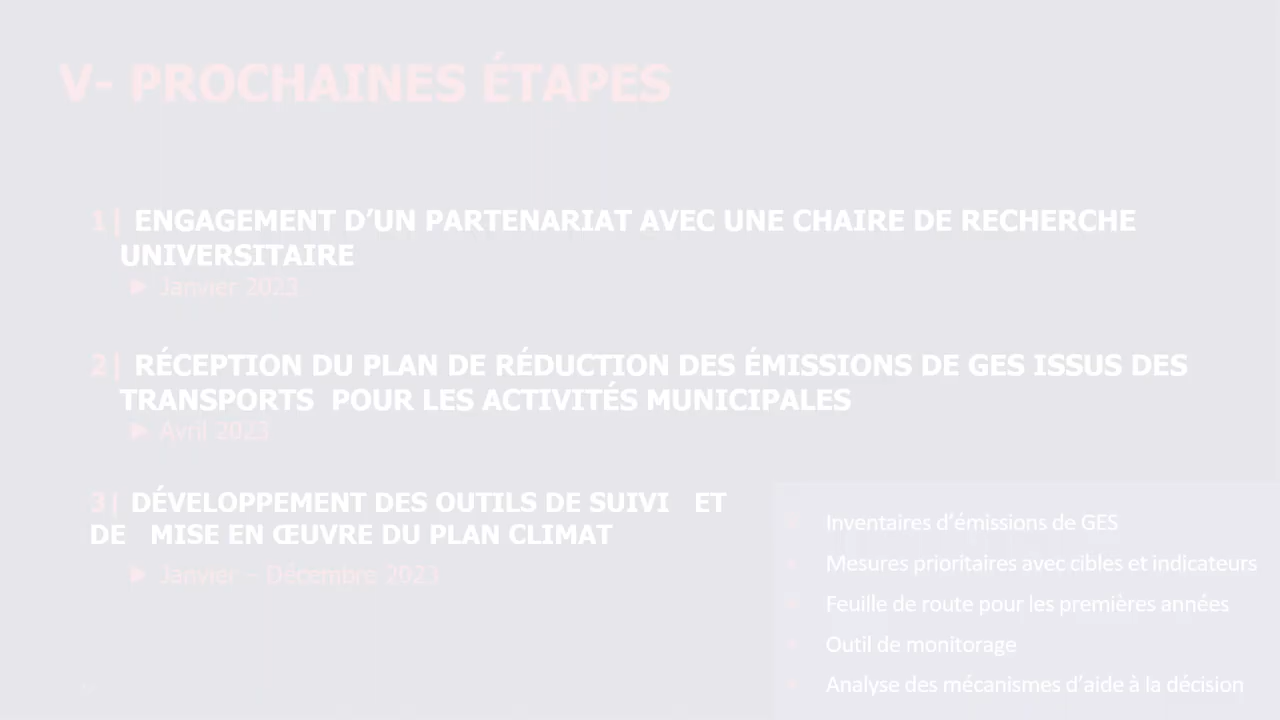 V- PROCHAINES ÉTAPES
1| ENGAGEMENT D’UN PARTENARIAT AVEC UNE CHAIRE DE RECHERCHE
UNIVERSITAIRE
► Janvier 2023
2| RÉCEPTION DU PLAN DE RÉDUCTION DES ÉMISSIONS DE GES ISSUS DES
TRANSPORTS POUR LES ACTIVITÉS MUNICIPALES
► Avril 2023
3| DÉVELOPPEMENT DES OUTILS DE SUIVI ET
DE MISE EN ŒUVRE DU PLAN CLIMAT
► Janvier – Décembre 2023
Inventaires d’émissions de GES
Mesures prioritaires avec cibles et indicateurs
Feuille de route pour les premières années
Outil de monitorage
Analyse des mécanismes d’aide à la décision